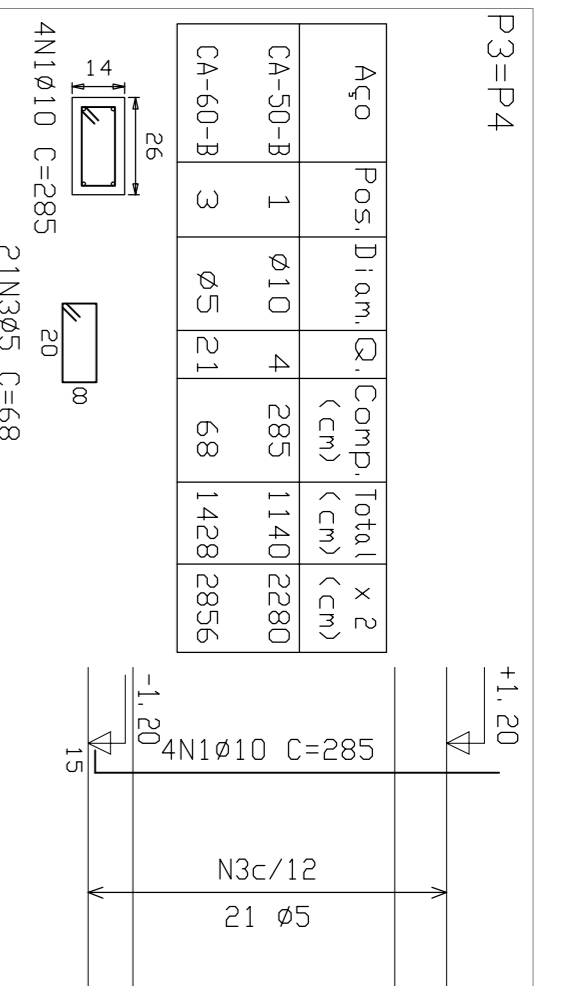 P3=P4
Aço Pos. Diam. Q. Comp. (cm) Total (cm) x 2 (cm)
CA-50-B 1 Ø10 4 285 1140 2280
CA-60-B 3 Ø5 21 68 1428 2856
14
26
4N1Ø10 C=285
20
8
21N3Ø5 C=68
+1,20
-1,20
4N1Ø10 C=285
15
N3c/12
21 Ø5